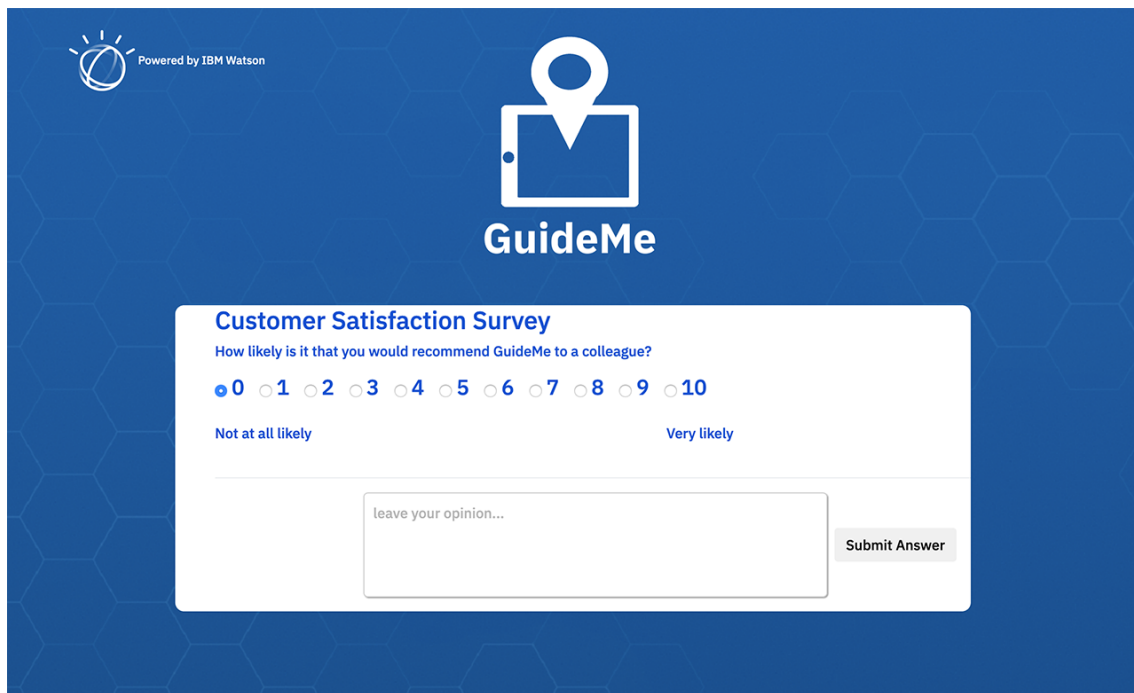 Powered by IBM Watson
GuideMe
Customer Satisfaction Survey
How likely is it that you would recommend GuideMe to a colleague?
0 1 2 3 4 5 6 7 8 9 10
Not at all likely Very likely
leave your opinion...
Submit Answer